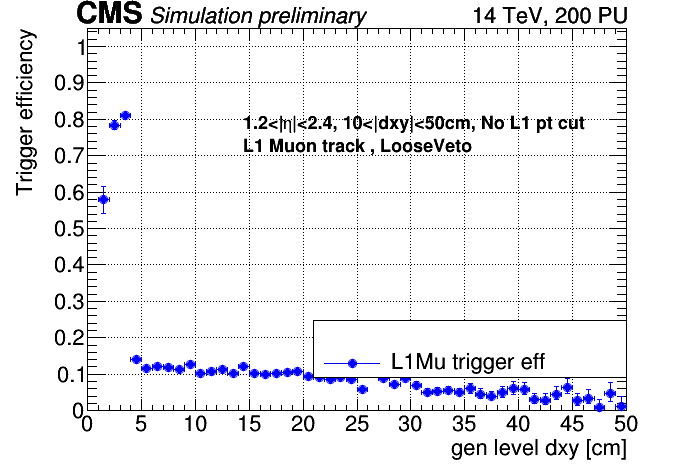 CMS Simulation preliminary 14 TeV, 200 PU
Trigger efficiency
1
0.9
0.8
0.7
0.6
0.5
0.4
0.3
0.2
0.1
0
1.2<|η|<2.4, 10<|dxy|<50cm, No L1 pt cut
L1 Muon track , LooseVeto
L1Mu trigger eff
0 5 10 15 20 25 30 35 40 45 50
gen level dxy [cm]